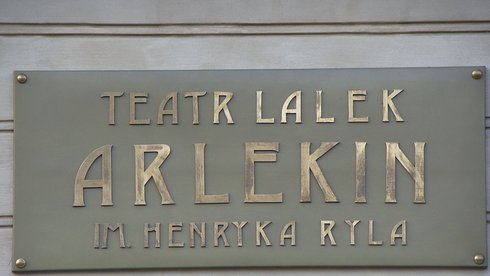 TEATR LALEK
ARLEKIN
IM. HENRYKA RYLA